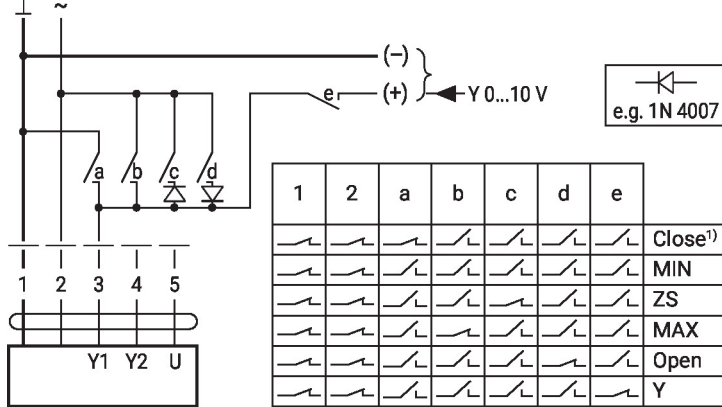 ⊥ ~
(–)
e (+) Y 0...10 V
e.g. 1N 4007
a b c d
1 2 a b c d e
Close¹⁾
MIN
ZS
MAX
Open
Y
1 2 3 4 5
Y1 Y2 U